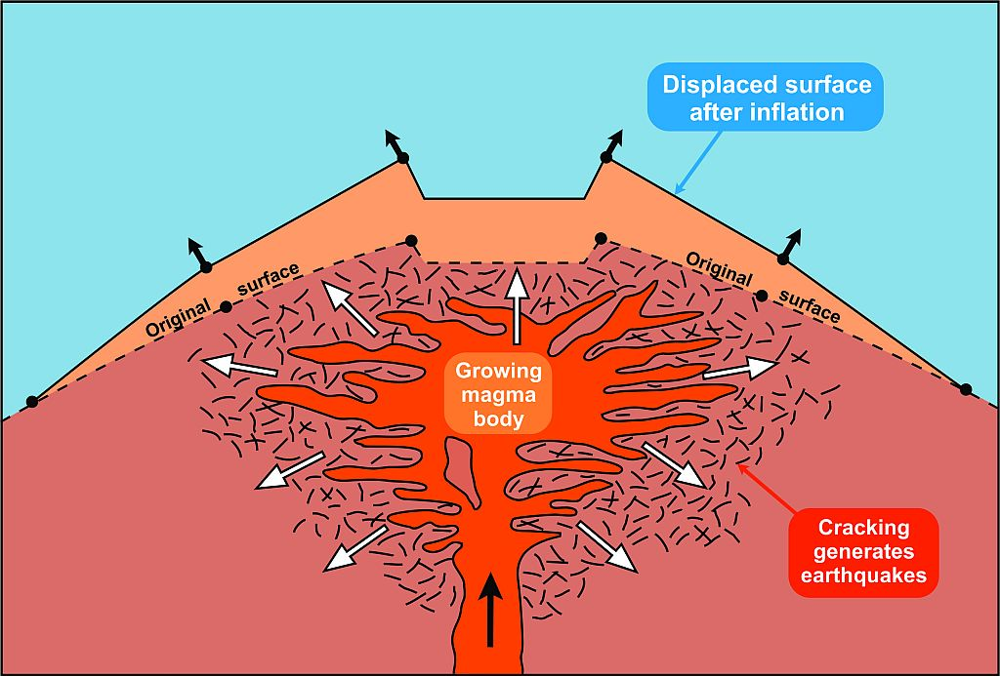 Displaced surface
after inflation
Original surface
Original surface
Growing
magma
body
Cracking
generates
earthquakes